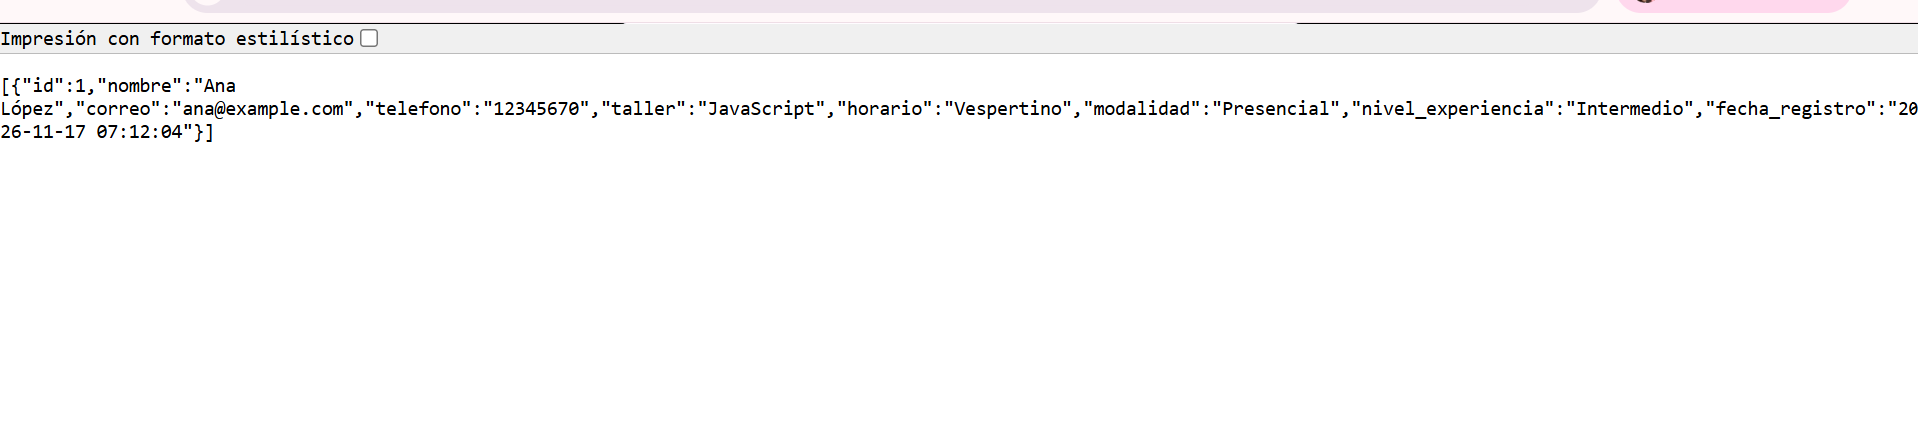 Impresión con formato estilístico
[{"id":1,"nombre":"Ana
López","correo":"ana@example.com","telefono":"12345670","taller":"JavaScript","horario":"Vespertino","modalidad":"Presencial","nivel_experiencia":"Intermedio","fecha_registro":"20
26-11-17 07:12:04"}]